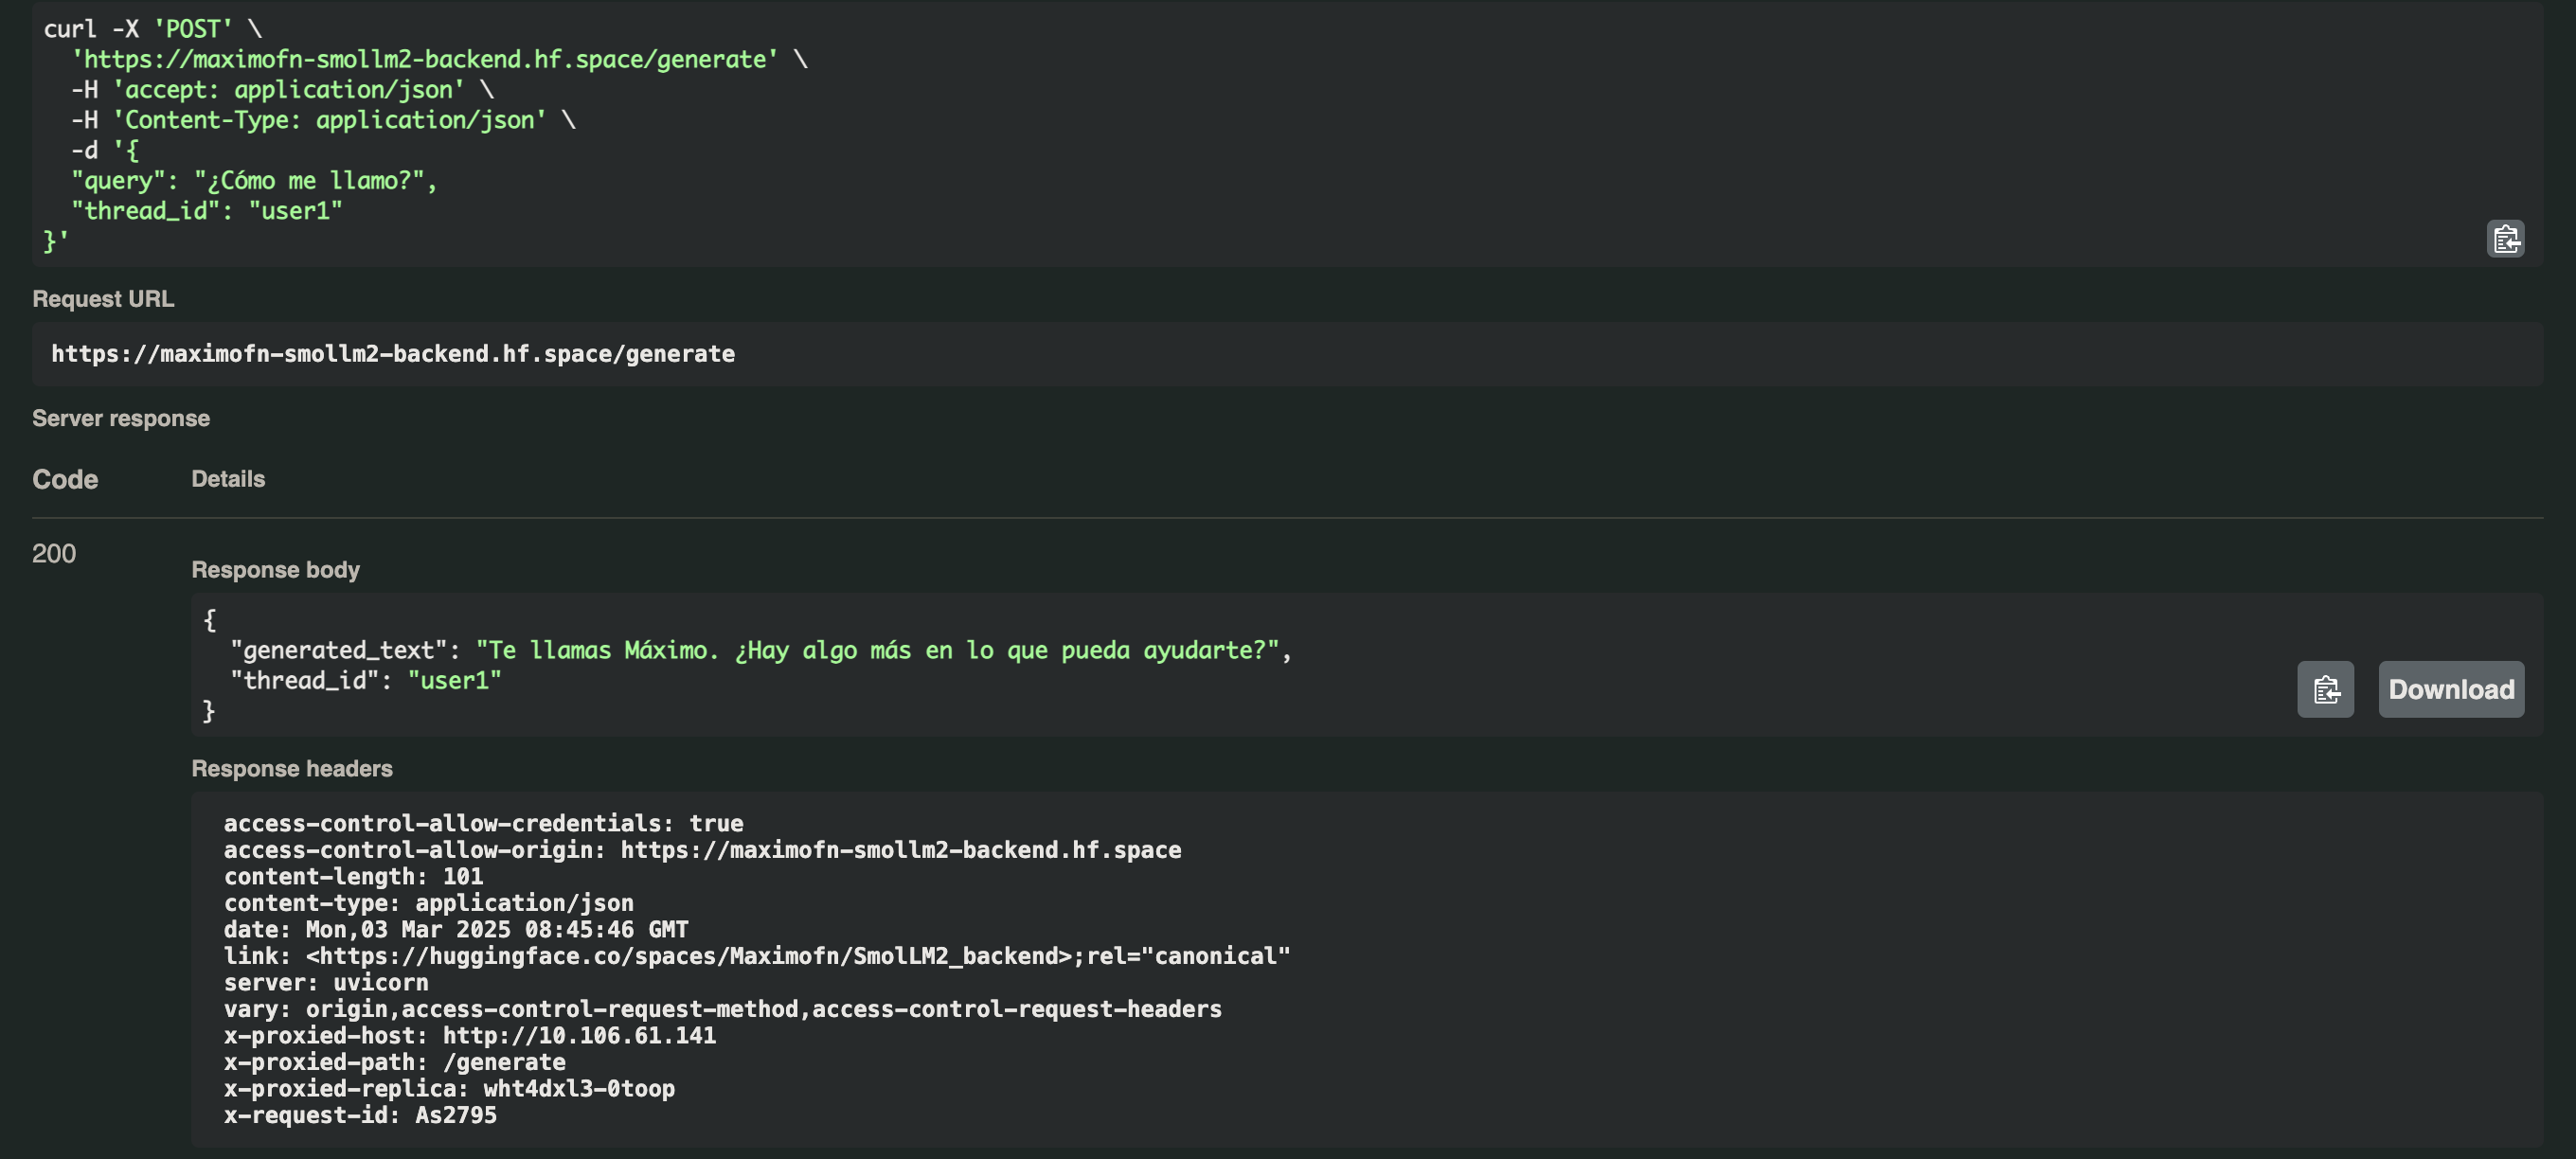 curl -X 'POST' \
  'https://maximofn-smollm2-backend.hf.space/generate' \
  -H 'accept: application/json' \
  -H 'Content-Type: application/json' \
  -d '{
  "query": "¿Cómo me llamo?",
  "thread_id": "user1"
}'
Request URL
https://maximofn-smollm2-backend.hf.space/generate
Server response
Code Details
200
Response body
{
  "generated_text": "Te llamas Máximo. ¿Hay algo más en lo que pueda ayudarte?",
  "thread_id": "user1"
}
Download
Response headers
access-control-allow-credentials: true
access-control-allow-origin: https://maximofn-smollm2-backend.hf.space
content-length: 101
content-type: application/json
date: Mon,03 Mar 2025 08:45:46 GMT
link: <https://huggingface.co/spaces/Maximofn/SmolLM2_backend>;rel="canonical"
server: uvicorn
vary: origin,access-control-request-method,access-control-request-headers
x-proxied-host: http://10.106.61.141
x-proxied-path: /generate
x-proxied-replica: wht4dxl3-0toop
x-request-id: As2795